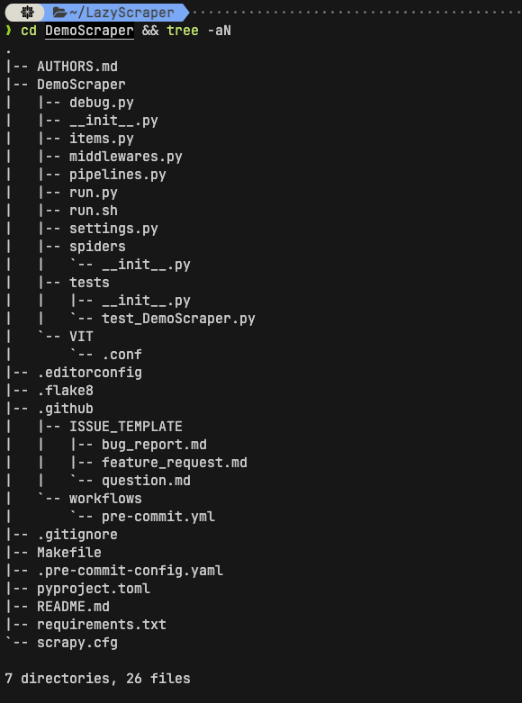 ~/LazyScraper
❯ cd DemoScraper && tree -aN
.
|-- AUTHORS.md
|-- DemoScraper
|   |-- debug.py
|   |-- __init__.py
|   |-- items.py
|   |-- middlewares.py
|   |-- pipelines.py
|   |-- run.py
|   |-- run.sh
|   |-- settings.py
|   |-- spiders
|   |   `-- __init__.py
|   |-- tests
|   |   |-- __init__.py
|   |   `-- test_DemoScraper.py
|   `-- VIT
|       `-- .conf
|-- .editorconfig
|-- .flake8
|-- .github
|   |-- ISSUE_TEMPLATE
|   |   |-- bug_report.md
|   |   |-- feature_request.md
|   |   `-- question.md
|   `-- workflows
|       `-- pre-commit.yml
|-- .gitignore
|-- Makefile
|-- .pre-commit-config.yaml
|-- pyproject.toml
|-- README.md
|-- requirements.txt
`-- scrapy.cfg
7 directories, 26 files